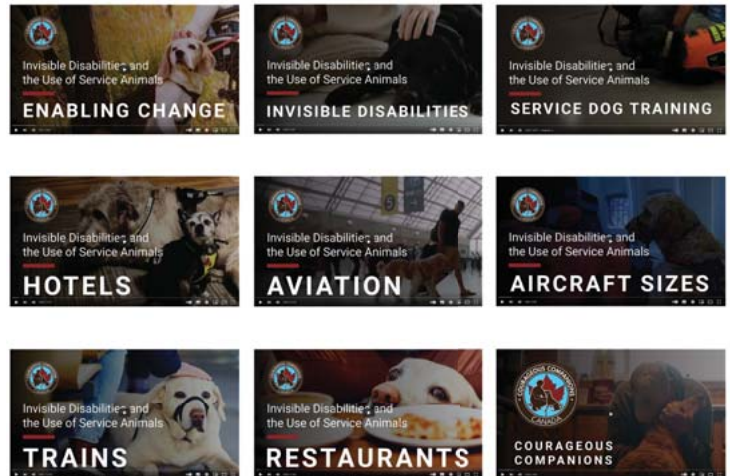 Invisible Disabilities and
the Use of Service Animals
ENABLING CHANGE
Invisible Disabilities and
the Use of Service Animals
INVISIBLE DISABILITIES
Invisible Disabilities and
the Use of Service Animals
SERVICE DOG TRAINING
Invisible Disabilities and
the Use of Service Animals
HOTELS
Invisible Disabilities and
the Use of Service Animals
5
AVIATION
Invisible Disabilities and
the Use of Service Animals
AIRCRAFT SIZES
Invisible Disabilities and
the Use of Service Animals
TRAINS
Invisible Disabilities and
the Use of Service Animals
RESTAURANTS
COURAGEOUS COMPANIONS
CANADA
COURAGEOUS
COMPANIONS